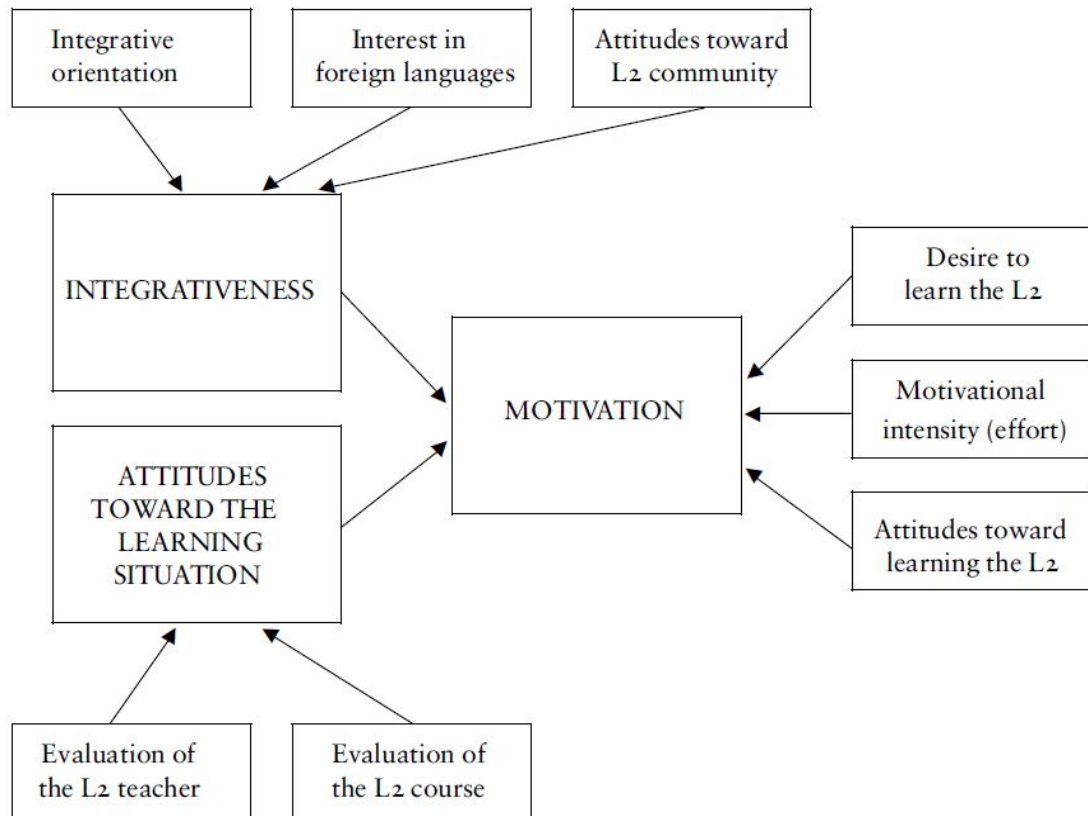 Integrative
orientation
Interest in
foreign languages
Attitudes toward
L2 community
INTEGRATIVENESS
Desire to
learn the L2
MOTIVATION
Motivational
intensity (effort)
ATTITUDES
TOWARD THE
LEARNING
SITUATION
Attitudes toward
learning the L2
Evaluation of
the L2 teacher
Evaluation of
the L2 course